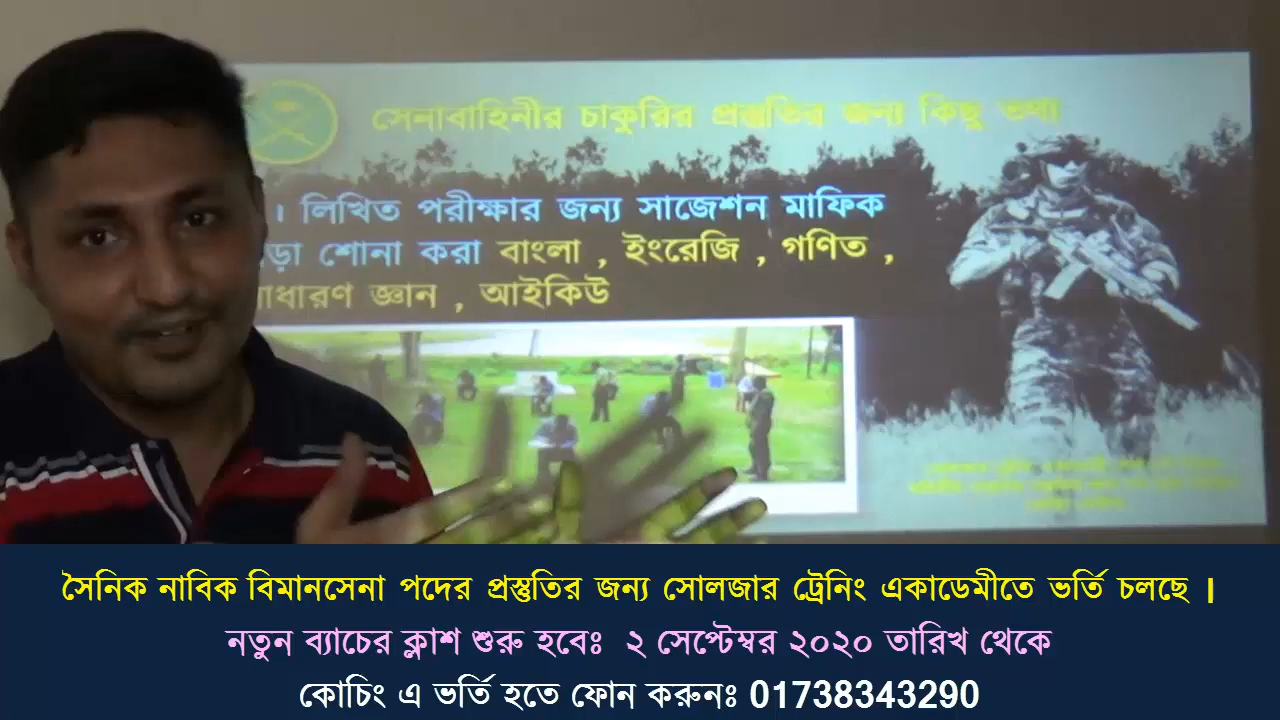 সেনাবাহিনীর চাকুরির প্রস্তুতির জন্য কিছু তথ্য
। লিখিত পরীক্ষার জন্য সাজেশন মাফিক
ড়া শোনা করা বাংলা , ইংরেজি , গণিত ,
াধারণ জ্ঞান , আইকিউ
সৈনিক নাবিক বিমানসেনা পদের প্রস্তুতির জন্য সোলজার ট্রেনিং একাডেমীতে ভর্তি চলছে ।
নতুন ব্যাচের ক্লাশ শুরু হবেঃ ২ সেপ্টেম্বর ২০২০ তারিখ থেকে
কোচিং এ ভর্তি হতে ফোন করুনঃ 01738343290